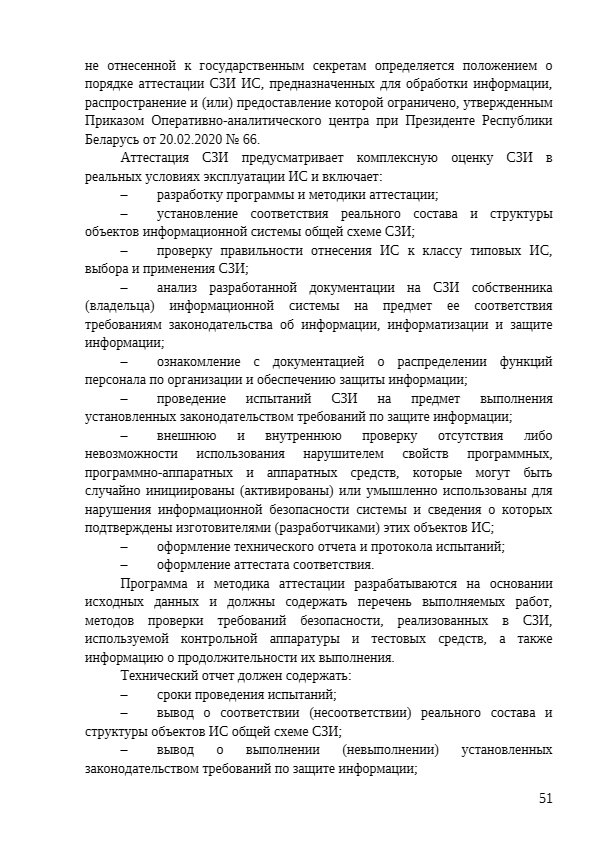 не отнесенной к государственным секретам определяется положением о
порядке аттестации СЗИ ИС, предназначенных для обработки информации,
распространение и (или) предоставление которой ограничено, утвержденным
Приказом Оперативно-аналитического центра при Президенте Республики
Беларусь от 20.02.2020 № 66.
Аттестация СЗИ предусматривает комплексную оценку СЗИ в
реальных условиях эксплуатации ИС и включает:
– разработку программы и методики аттестации;
– установление соответствия реального состава и структуры
объектов информационной системы общей схеме СЗИ;
– проверку правильности отнесения ИС к классу типовых ИС,
выбора и применения СЗИ;
– анализ разработанной документации на СЗИ собственника
(владельца) информационной системы на предмет ее соответствия
требованиям законодательства об информации, информатизации и защите
информации;
– ознакомление с документацией о распределении функций
персонала по организации и обеспечению защиты информации;
– проведение испытаний СЗИ на предмет выполнения
установленных законодательством требований по защите информации;
– внешнюю и внутреннюю проверку отсутствия либо
невозможности использования нарушителем свойств программных,
программно-аппаратных и аппаратных средств, которые могут быть
случайно инициированы (активированы) или умышленно использованы для
нарушения информационной безопасности системы и сведения о которых
подтверждены изготовителями (разработчиками) этих объектов ИС;
– оформление технического отчета и протокола испытаний;
– оформление аттестата соответствия.
Программа и методика аттестации разрабатываются на основании
исходных данных и должны содержать перечень выполняемых работ,
методов проверки требований безопасности, реализованных в СЗИ,
используемой контрольной аппаратуры и тестовых средств, а также
информацию о продолжительности их выполнения.
Технический отчет должен содержать:
– сроки проведения испытаний;
– вывод о соответствии (несоответствии) реального состава и
структуры объектов ИС общей схеме СЗИ;
– вывод о выполнении (невыполнении) установленных
законодательством требований по защите информации;
51